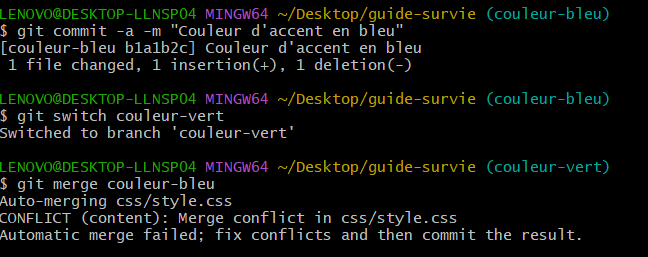 LENOVO@DESKTOP-LLNSPO4 MINGW64 ~/Desktop/guide-survie (couleur-bleu)
$ git commit -a -m "Couleur d'accent en bleu"
[couleur-bleu b1a1b2c] Couleur d'accent en bleu
 1 file changed, 1 insertion(+), 1 deletion(-)
LENOVO@DESKTOP-LLNSPO4 MINGW64 ~/Desktop/guide-survie (couleur-bleu)
$ git switch couleur-vert
Switched to branch 'couleur-vert'
LENOVO@DESKTOP-LLNSPO4 MINGW64 ~/Desktop/guide-survie (couleur-vert)
$ git merge couleur-bleu
Auto-merging css/style.css
CONFLICT (content): Merge conflict in css/style.css
Automatic merge failed; fix conflicts and then commit the result.